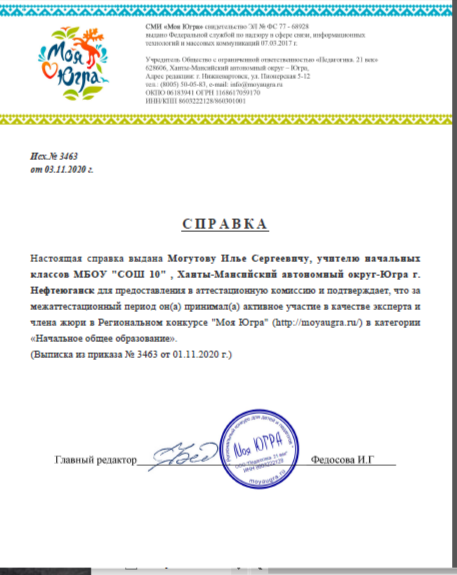 Моя
Югра
СМИ «Моя Югра» свидетельство ЭЛ № ФС 77 - 68928
выдано Федеральной службой по надзору в сфере связи, информационных
технологий и массовых коммуникаций 07.03.2017 г.
Учредитель Общество с ограниченной ответственностью «Педагогика 21 век»
628606, Ханты-Мансийский автономный округ – Югра,
Адрес редакции: г. Нижневартовск, ул. Пионерская 5-12
тел.: (8005) 50-05-83, e-mail: info@moyaugra.ru
ОКПО 06183941 ОГРН 1168617059170
ИНН/КПП 8603222128/860301001
Исх.№ 3463
от 03.11.2020 г.
СПРАВКА
Настоящая справка выдана Могутову Илье Сергеевичу, учителю начальных
классов МБОУ "СОШ 10" , Ханты-Мансийский автономный округ-Югра г.
Нефтеюганск для предоставления в аттестационную комиссию и подтверждает, что за
межаттестационный период он(а) принимал(а) активное участие в качестве эксперта и
члена жюри в Региональном конкурсе "Моя Югра" (http://moyaugra.ru/) в категории
«Начальное общее образование».
(Выписки из приказа № 3463 от 01.11.2020 г.)
Главный редактор
Моя ЮГРА
moyaugra.ru
Федосова И.Г